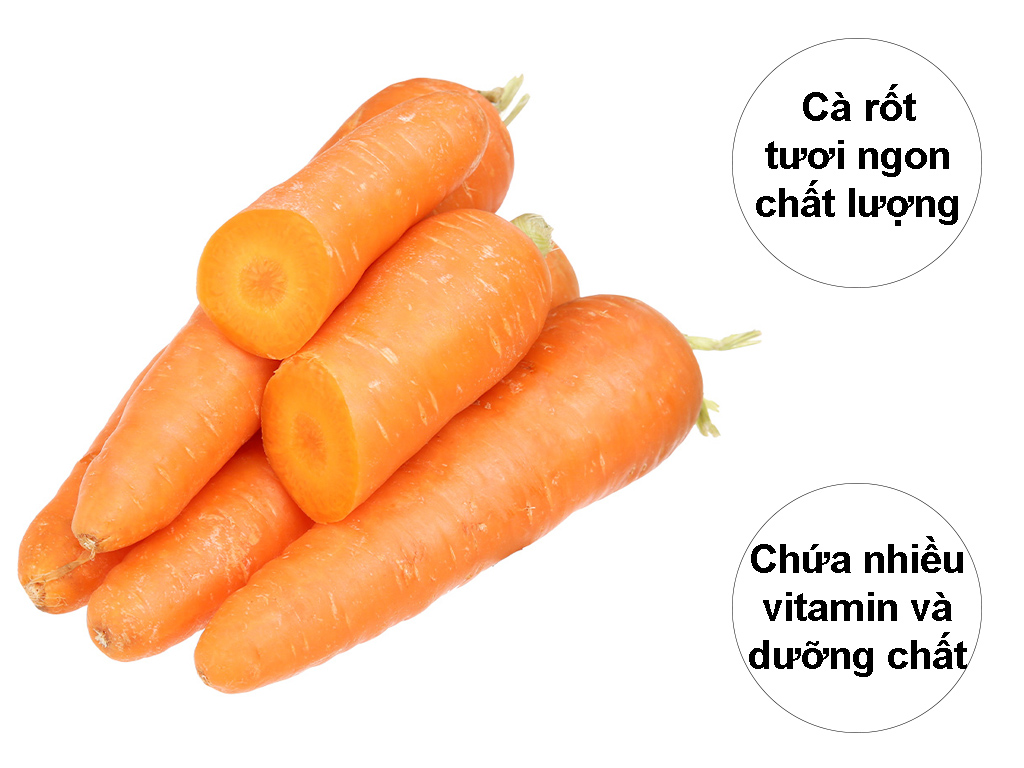 Cà rốt
tươi ngon
chất lượng
Chứa nhiều
vitamin và
dưỡng chất